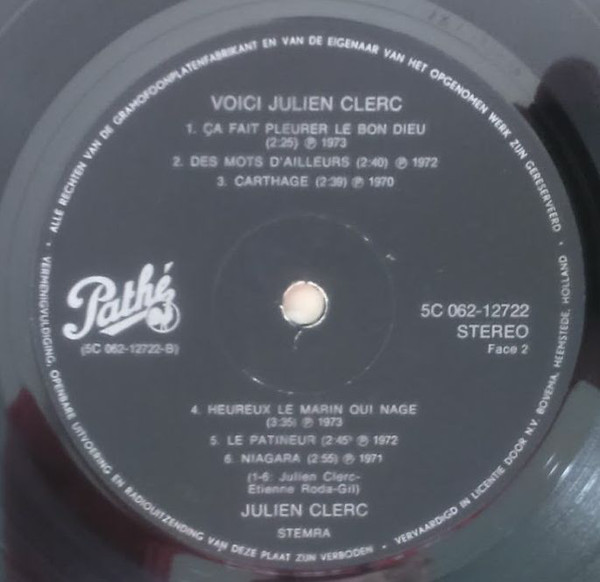 ALLE RECHTEN VAN DE GRAMOFOONPLATENFABRIKANT EN VAN DE EIGENAAR VAN HET OPGENOMEN WERK ZIJN GERESERVEERD
VOICI JULIEN CLERC
1. ÇA FAIT PLEURER LE BON DIEU
(2:25) ℗ 1973
2. DES MOTS D'AILLEURS (2:40) ℗ 1972
3. CARTHAGE (2:39) ℗ 1970
Pathé
(5C 062-12722-B)
5C 062-12722
STEREO
Face 2
4. HEUREUX LE MARIN QUI NAGE
(3:35) ℗ 1973
5. LE PATINEUR (2:45) ℗ 1972
6. NIAGARA (2:55) ℗ 1971
(1-6: Julien Clerc-
Etienne Roda-Gil)
JULIEN CLERC
STEMRA
VERMENIGVULDIGING, OPENBARE UITVOERING EN RADIOUITZENDING VAN DEZE PLAAT ZIJN VERBODEN
VERVAARDIGD IN LICENTIE DOOR N.V. BOVEMA, HEEMSTEDE, HOLLAND